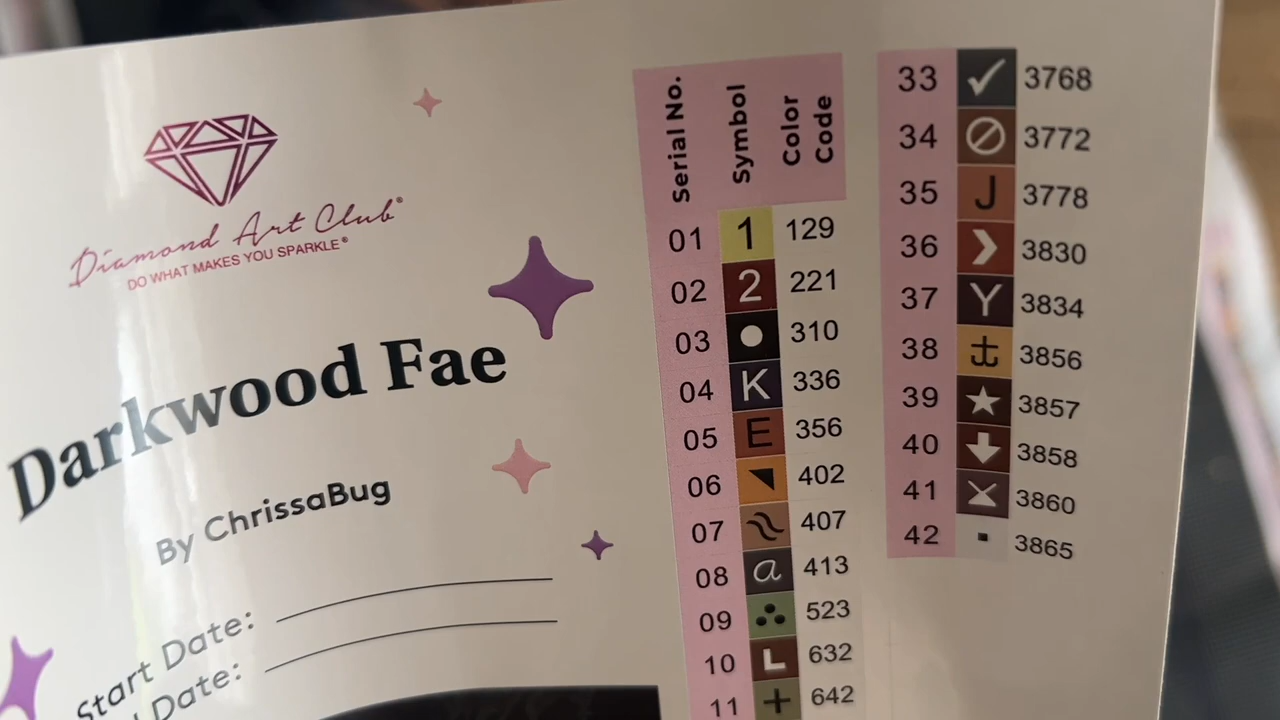 Diamond Art Club®
DO WHAT MAKES YOU SPARKLE®
Darkwood Fae
By ChrissaBug
Start Date:
Date:
Serial No. Symbol Color Code
01 1 129
02 2 221
03 310
04 K 336
05 E 356
06 402
07 407
08 a 413
09 523
10 L 632
11 + 642
33 ✓ 3768
34 3772
35 J 3778
36 3830
37 Y 3834
38 3856
39 ★ 3857
40 3858
41 3860
42 3865